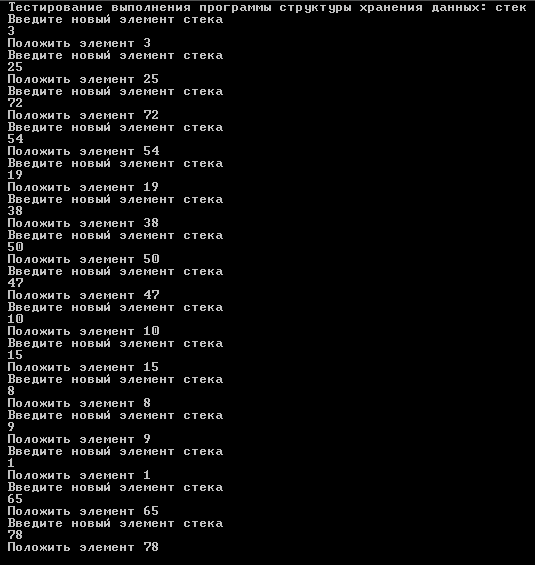 Тестирование выполнения программы структуры хранения данных: стек
Введите новый элемент стека
3
Положить элемент 3
Введите новый элемент стека
25
Положить элемент 25
Введите новый элемент стека
72
Положить элемент 72
Введите новый элемент стека
54
Положить элемент 54
Введите новый элемент стека
19
Положить элемент 19
Введите новый элемент стека
38
Положить элемент 38
Введите новый элемент стека
50
Положить элемент 50
Введите новый элемент стека
47
Положить элемент 47
Введите новый элемент стека
10
Положить элемент 10
Введите новый элемент стека
15
Положить элемент 15
Введите новый элемент стека
8
Положить элемент 8
Введите новый элемент стека
9
Положить элемент 9
Введите новый элемент стека
1
Положить элемент 1
Введите новый элемент стека
65
Положить элемент 65
Введите новый элемент стека
78
Положить элемент 78